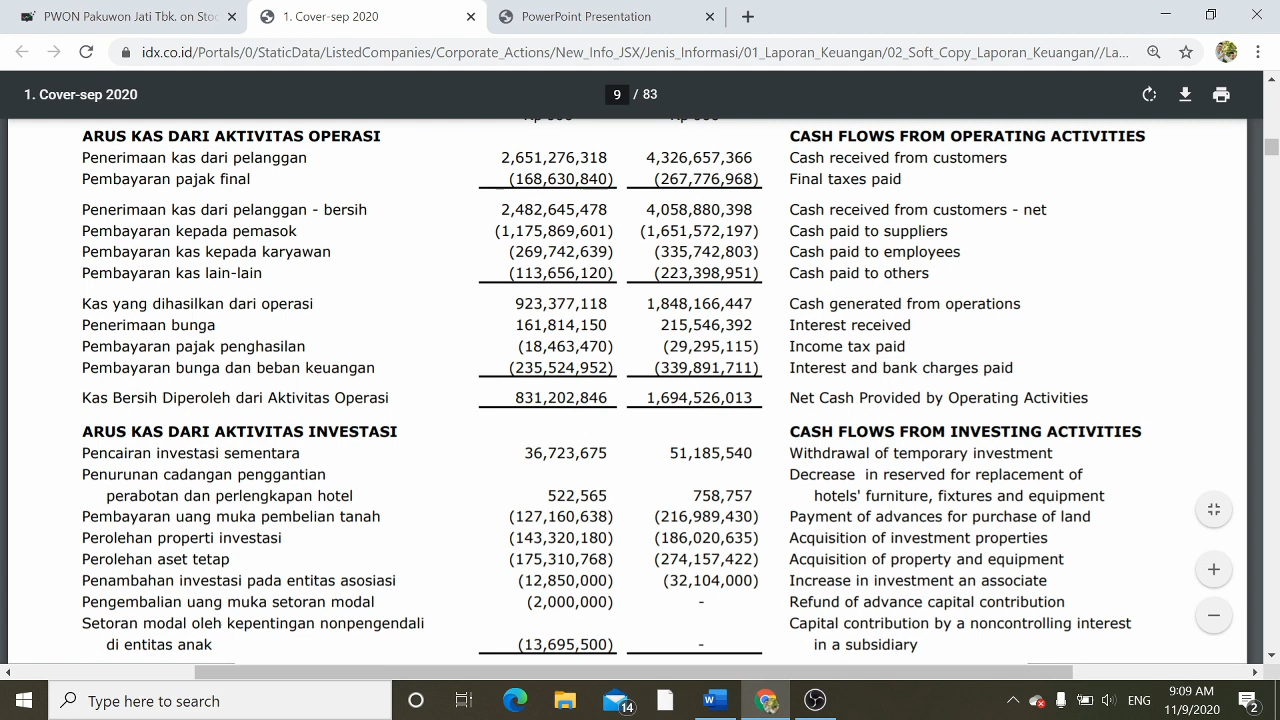 PWON Pakuwon Jati Tbk. on Stoc
1. Cover-sep 2020
PowerPoint Presentation
idx.co.id/Portals/0/StaticData/ListedCompanies/Corporate_Actions/New_Info_JSX/Jenis_Informasi/01_Laporan_Keuangan/02_Soft_Copy_Laporan_Keuangan//La...
1. Cover-sep 2020
9 / 83
ARUS KAS DARI AKTIVITAS OPERASI CASH FLOWS FROM OPERATING ACTIVITIES
Penerimaan kas dari pelanggan 2,651,276,318 4,326,657,366 Cash received from customers
Pembayaran pajak final (168,630,840) (267,776,968) Final taxes paid
Penerimaan kas dari pelanggan - bersih 2,482,645,478 4,058,880,398 Cash received from customers - net
Pembayaran kepada pemasok (1,175,869,601) (1,651,572,197) Cash paid to suppliers
Pembayaran kas kepada karyawan (269,742,639) (335,742,803) Cash paid to employees
Pembayaran kas lain-lain (113,656,120) (223,398,951) Cash paid to others
Kas yang dihasilkan dari operasi 923,377,118 1,848,166,447 Cash generated from operations
Penerimaan bunga 161,814,150 215,546,392 Interest received
Pembayaran pajak penghasilan (18,463,470) (29,295,115) Income tax paid
Pembayaran bunga dan beban keuangan (235,524,952) (339,891,711) Interest and bank charges paid
Kas Bersih Diperoleh dari Aktivitas Operasi 831,202,846 1,694,526,013 Net Cash Provided by Operating Activities
ARUS KAS DARI AKTIVITAS INVESTASI CASH FLOWS FROM INVESTING ACTIVITIES
Pencairan investasi sementara 36,723,675 51,185,540 Withdrawal of temporary investment
Penurunan cadangan penggantian Decrease in reserved for replacement of
perabotan dan perlengkapan hotel 522,565 758,757 hotels' furniture, fixtures and equipment
Pembayaran uang muka pembelian tanah (127,160,638) (216,989,430) Payment of advances for purchase of land
Perolehan properti investasi (143,320,180) (186,020,635) Acquisition of investment properties
Perolehan aset tetap (175,310,768) (274,157,422) Acquisition of property and equipment
Penambahan investasi pada entitas asosiasi (12,850,000) (32,104,000) Increase in investment an associate
Pengembalian uang muka setoran modal (2,000,000) - Refund of advance capital contribution
Setoran modal oleh kepentingan nonpengendali Capital contribution by a noncontrolling interest
di entitas anak (13,695,500) - in a subsidiary
Type here to search
14
ENG
9:09 AM
11/9/2020
2